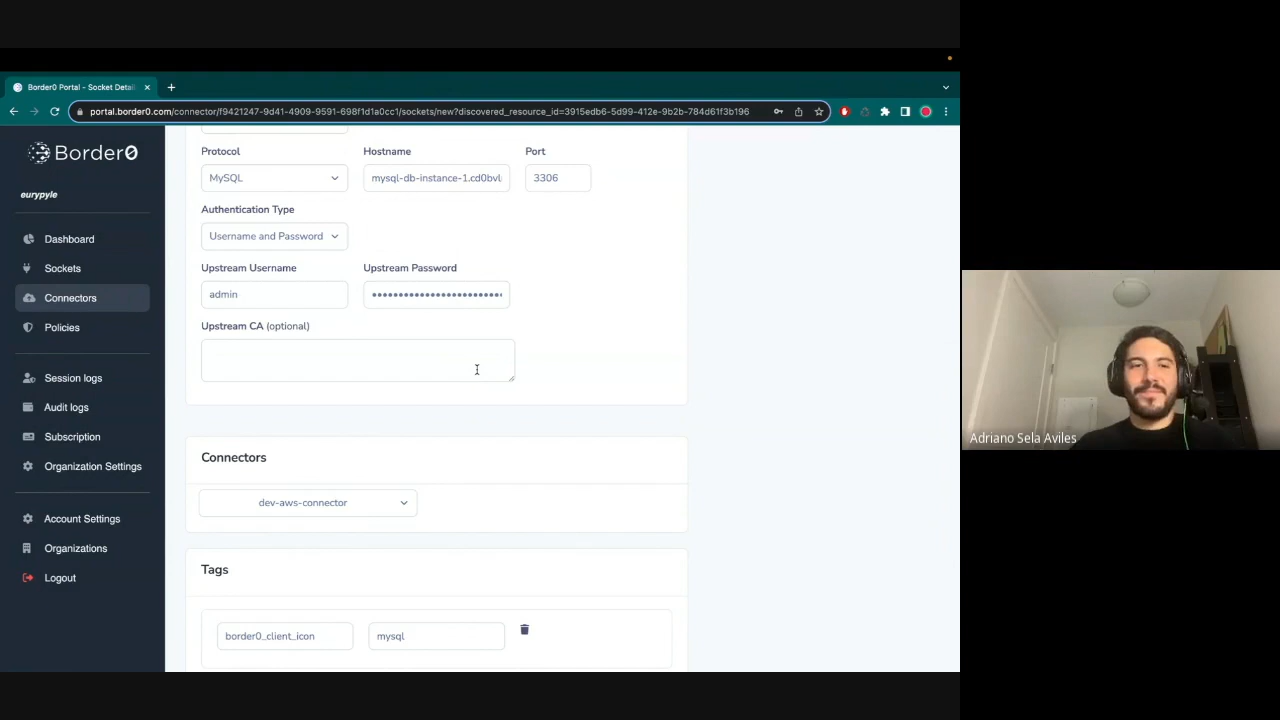 Border0 Portal - Socket Detail
portal.border0.com/connector/f9421247-9d41-4909-9591-698f1d1a0cc1/sockets/new?discovered_resource_id=3915edb6-5d99-412e-9b2b-784d61f3b196
Border0
eurypyle
Dashboard
Sockets
Connectors
Policies
Session logs
Audit logs
Subscription
Organization Settings
Account Settings
Organizations
Logout
Protocol Hostname Port
MySQL mysql-db-instance-1.cd0bvl 3306
Authentication Type
Username and Password
Upstream Username Upstream Password
admin ••••••••••••••••••••••••••
Upstream CA (optional)
Connectors
dev-aws-connector
Tags
border0_client_icon mysql
Adriano Sela Aviles